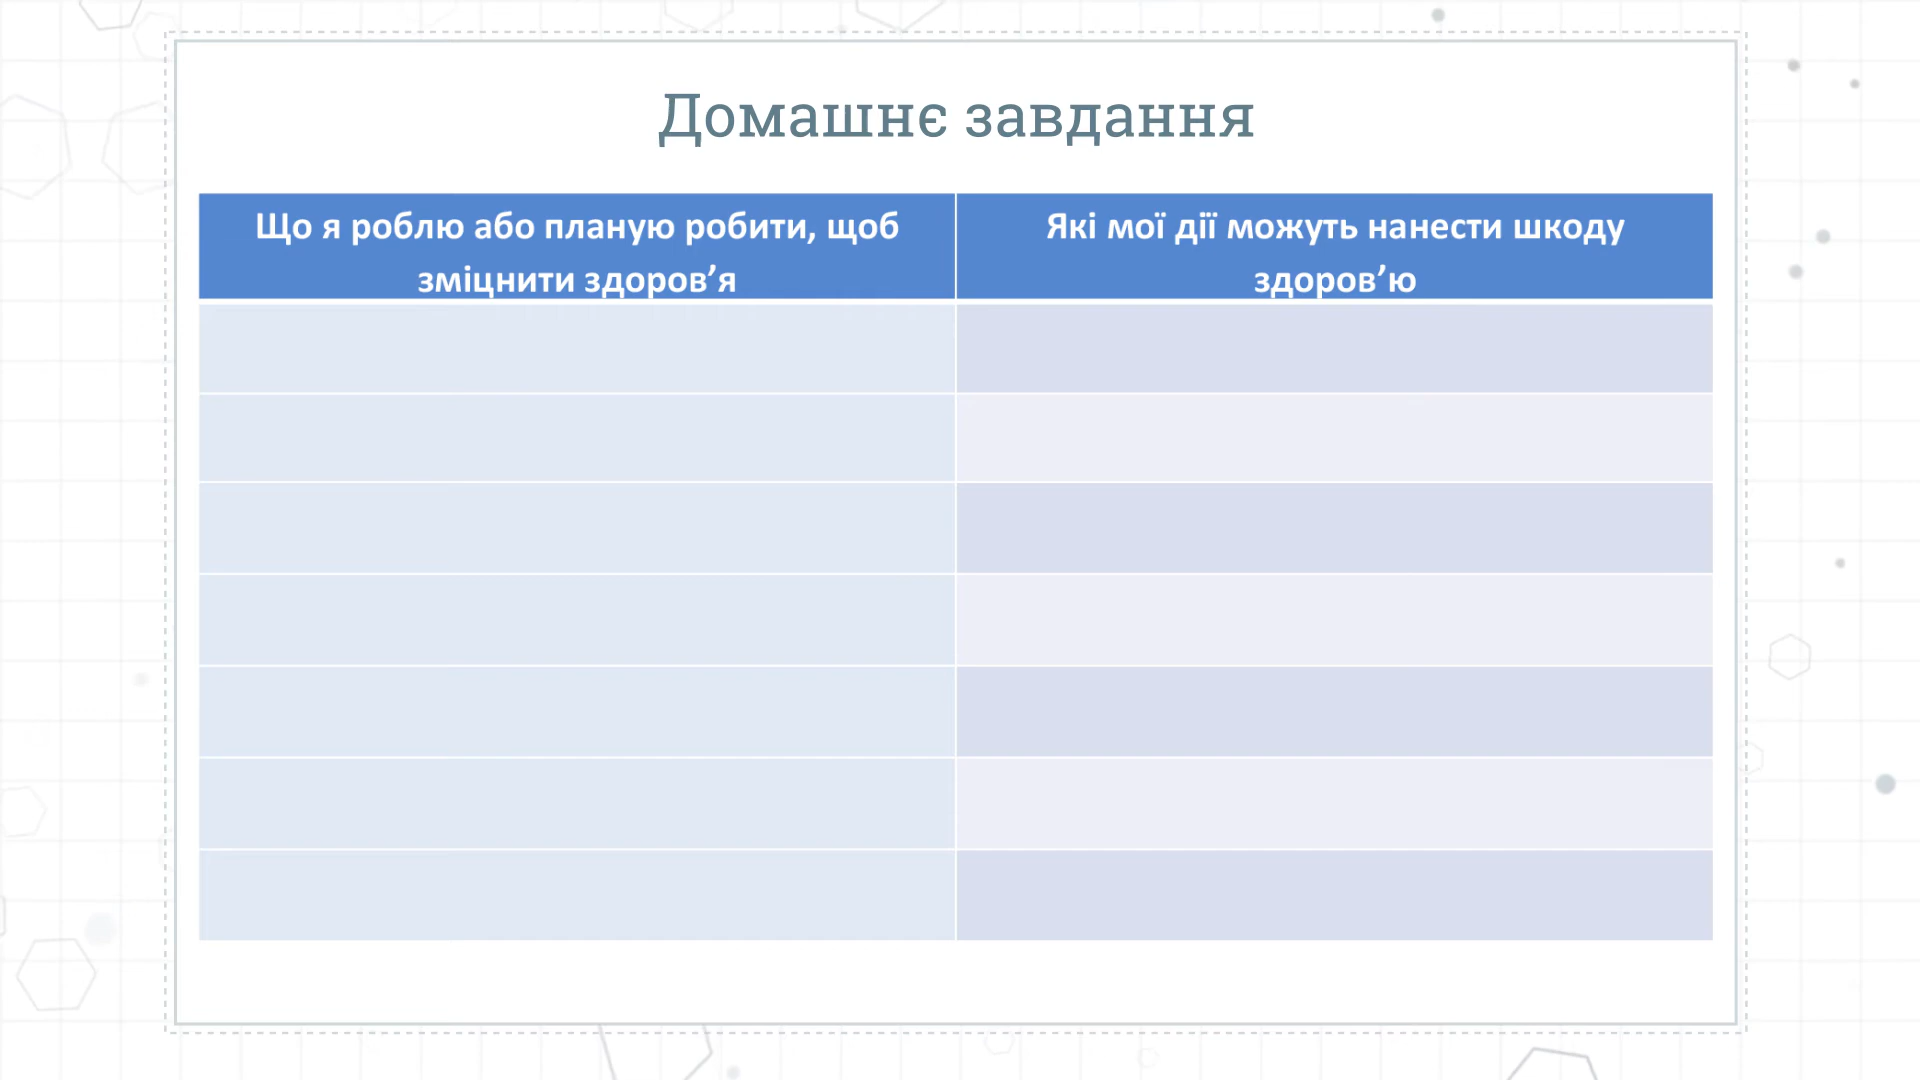 Домашнє завдання
Що я роблю або планую робити, щоб
зміцнити здоров’я
Які мої дії можуть нанести шкоду
здоров’ю